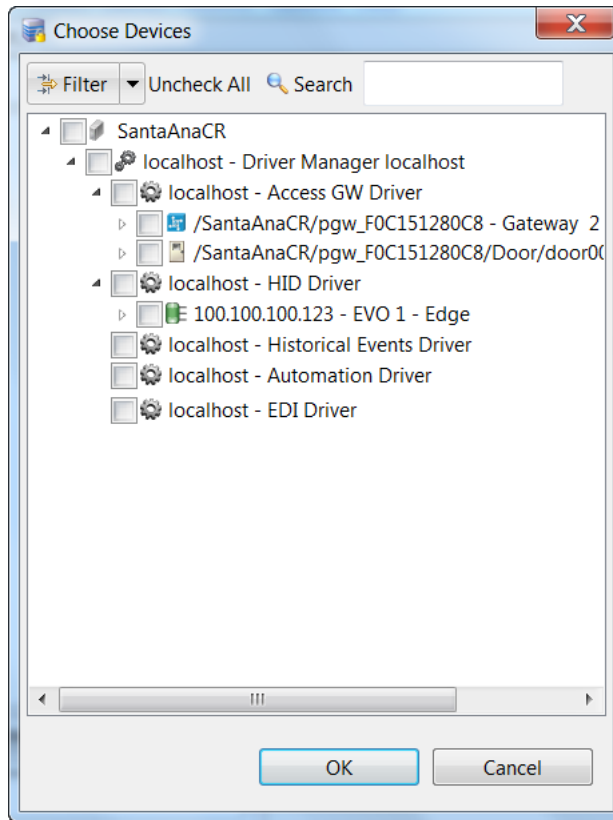 Choose Devices
Filter Uncheck All Search
SantaAnaCR
localhost - Driver Manager localhost
localhost - Access GW Driver
/SantaAnaCR/pgw_F0C151280C8 - Gateway 2
/SantaAnaCR/pgw_F0C151280C8/Door/door00
localhost - HID Driver
100.100.100.123 - EVO 1 - Edge
localhost - Historical Events Driver
localhost - Automation Driver
localhost - EDI Driver
OK Cancel